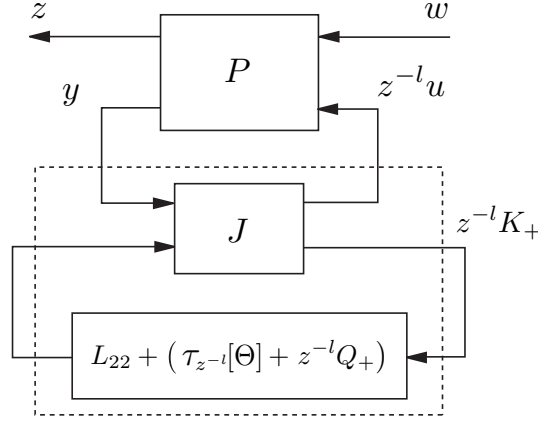 z w
P
y z^{-l}u
J z^{-l}K_+
L_{22} + ( τ_{z^{-l}}[Θ] + z^{-l}Q_+ )